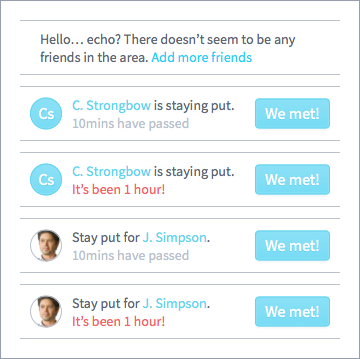 Hello… echo? There doesn’t seem to be any
friends in the area. Add more friends
Cs
C. Strongbow is staying put.
10mins have passed
We met!
Cs
C. Strongbow is staying put.
It’s been 1 hour!
We met!
Stay put for J. Simpson.
10mins have passed
We met!
Stay put for J. Simpson.
It’s been 1 hour!
We met!